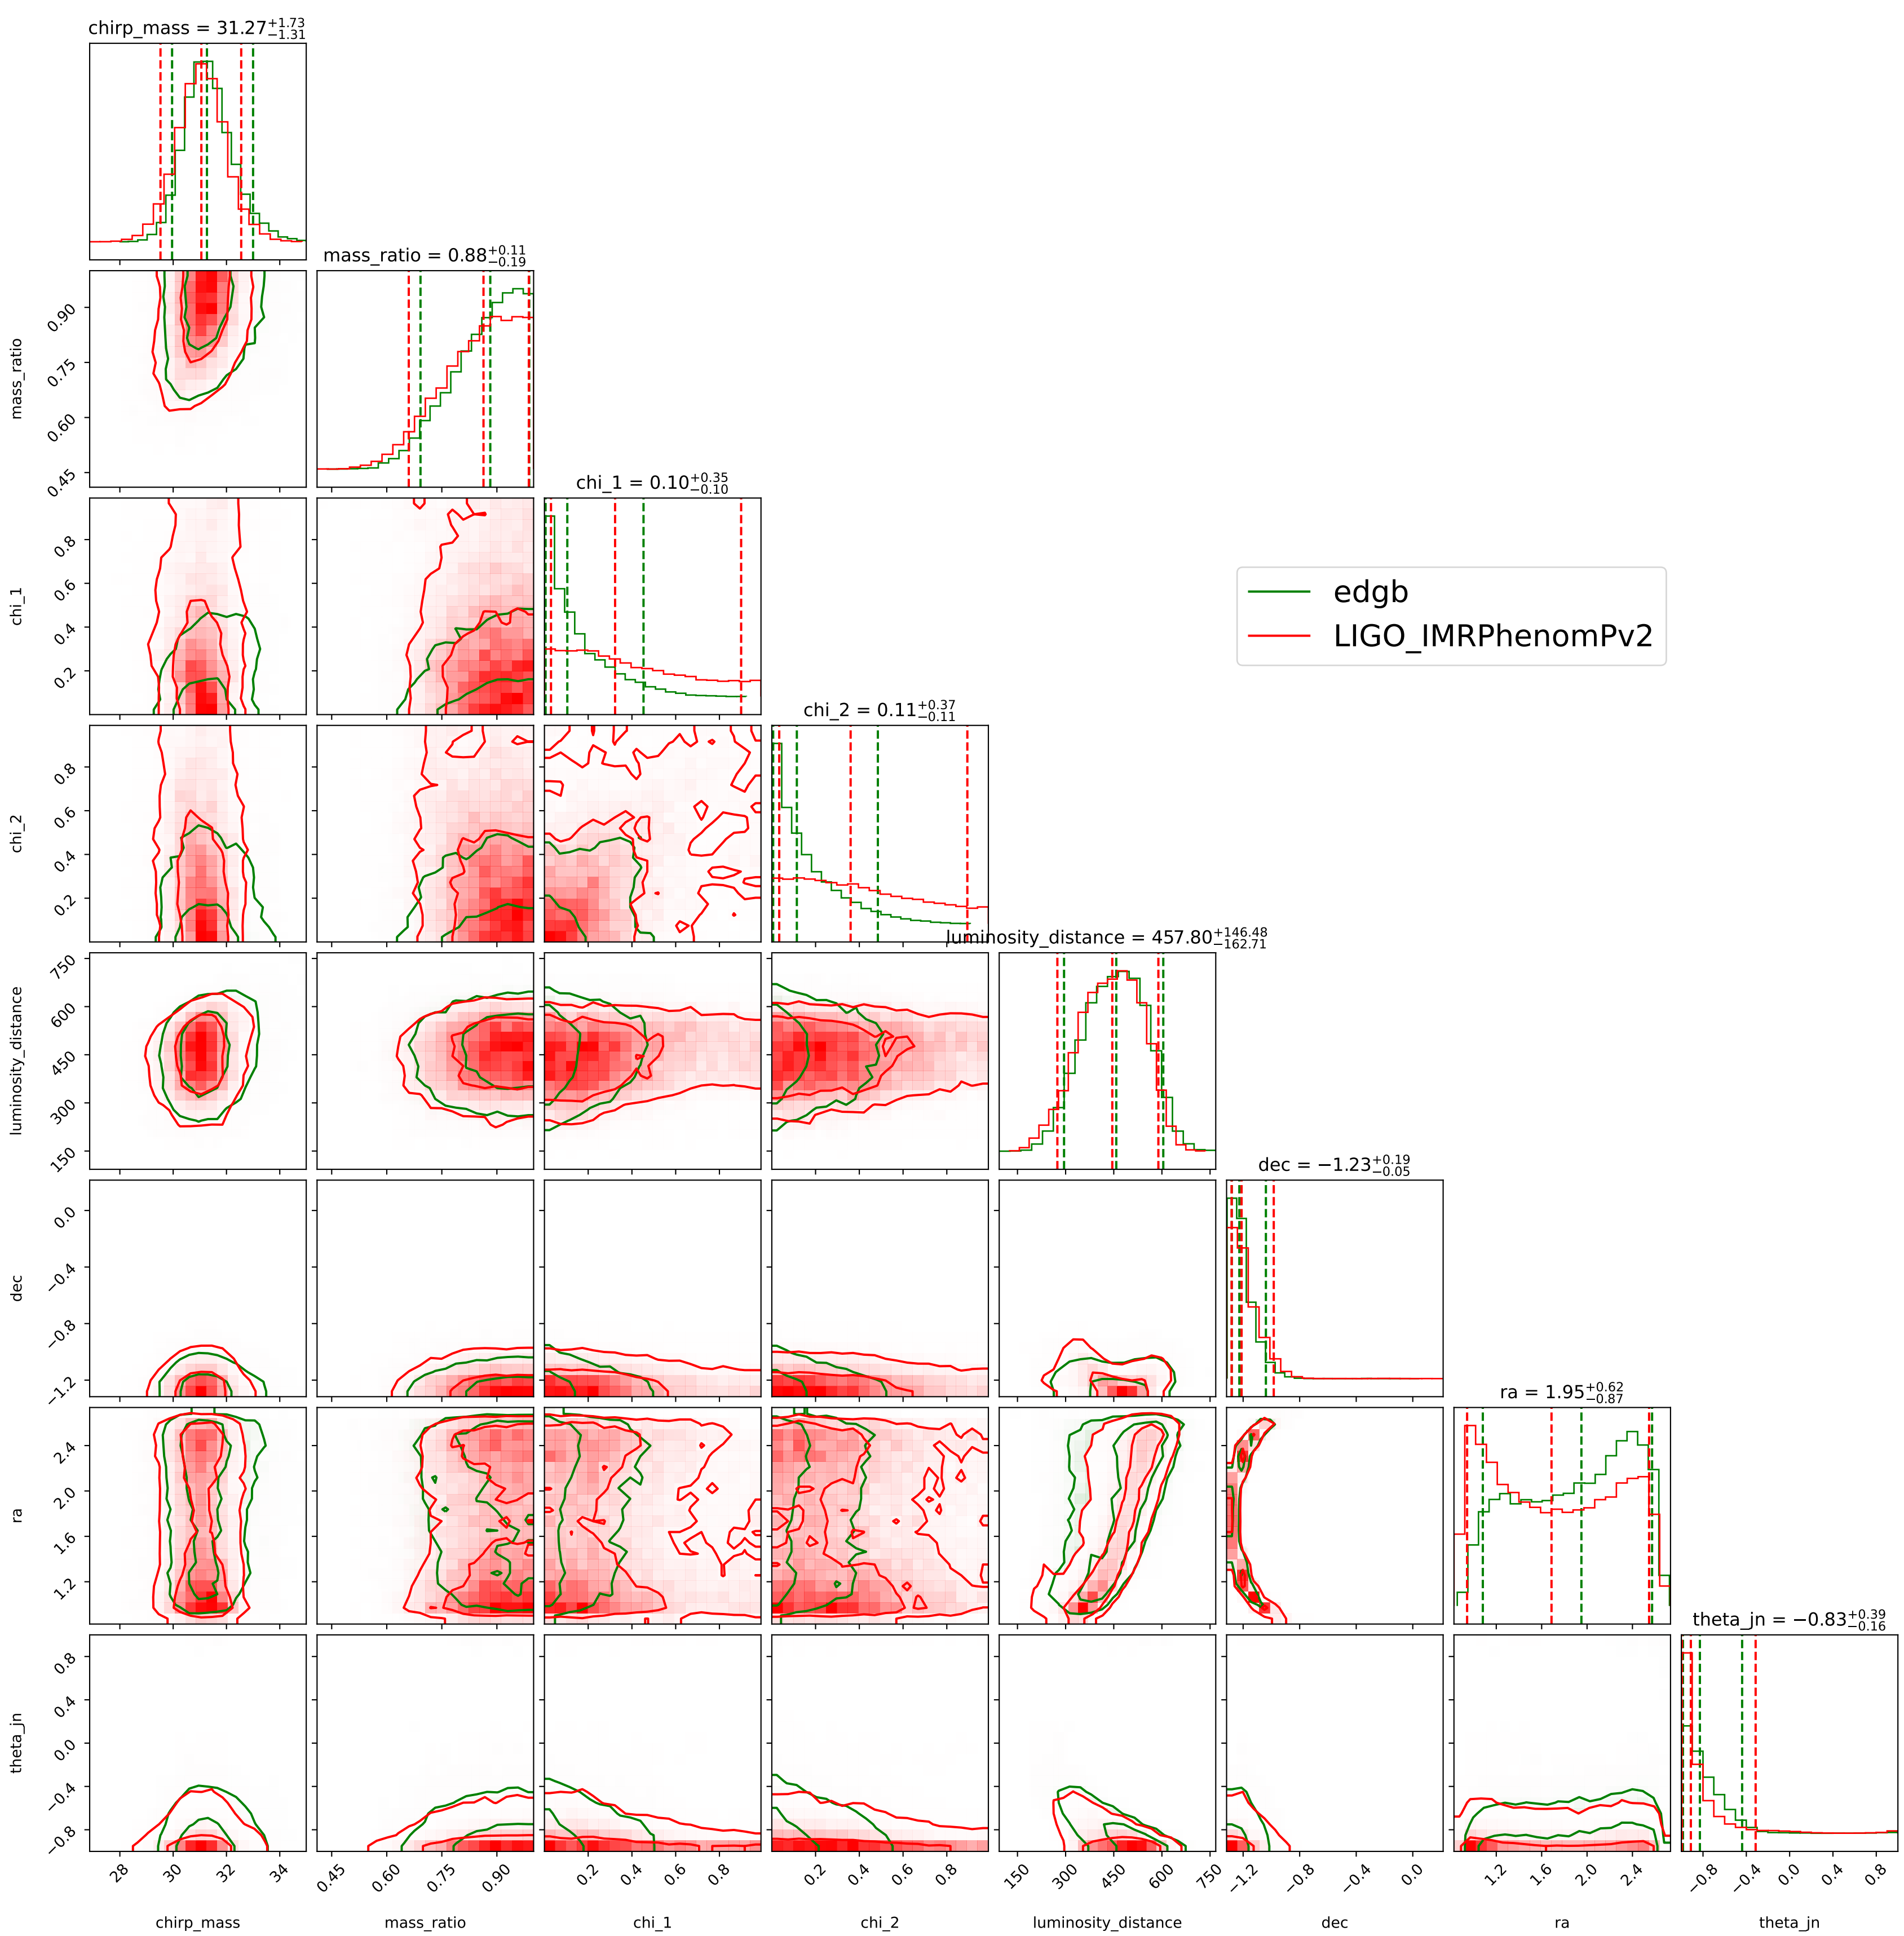 chirp_mass = 31.27+1.73−1.31
mass_ratio = 0.88+0.11−0.19
mass_ratio
0.90
0.75
0.60
0.45
chi_1 = 0.10+0.35−0.10
chi_1
0.8
0.6
0.4
0.2
edgb
LIGO_IMRPhenomPv2
chi_2 = 0.11+0.37−0.11
chi_2
0.8
0.6
0.4
0.2
luminosity_distance = 457.80+146.48−162.71
luminosity_distance
750
600
450
300
150
dec = −1.23+0.19−0.05
dec
0.0
−0.4
−0.8
−1.2
ra = 1.95+0.62−0.87
ra
2.4
2.0
1.6
1.2
theta_jn = −0.83+0.39−0.16
theta_jn
0.8
0.4
0.0
−0.4
−0.8
28 30 32 34 0.45 0.60 0.75 0.90 0.2 0.4 0.6 0.8 0.2 0.4 0.6 0.8 150 300 450 600 750 −1.2 −0.8 −0.4 0.0 1.2 1.6 2.0 2.4 −0.8 −0.4 0.0 0.4 0.8
chirp_mass mass_ratio chi_1 chi_2 luminosity_distance dec ra theta_jn